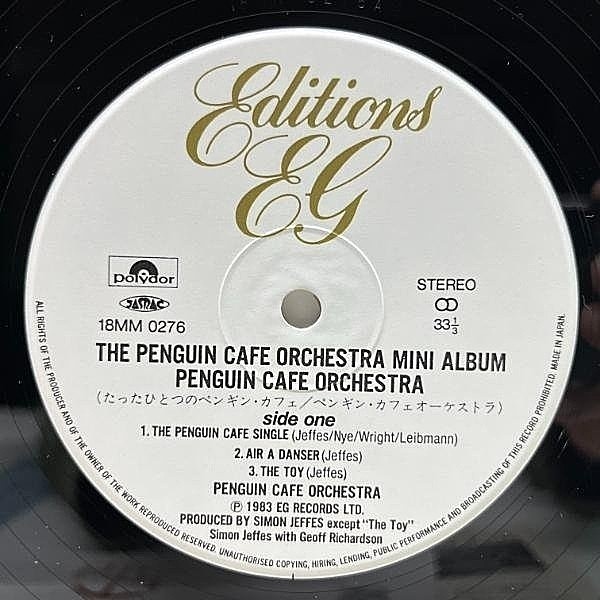 Editions
EG
polydor
JASRAC
18MM 0276
STEREO
33 1/3
THE PENGUIN CAFE ORCHESTRA MINI ALBUM
PENGUIN CAFE ORCHESTRA
(たったひとつのペンギン・カフェ/ペンギン・カフェオーケストラ)
side one
1. THE PENGUIN CAFE SINGLE (Jeffes/Nye/Wright/Leibmann)
2. AIR A DANSER (Jeffes)
3. THE TOY (Jeffes)
PENGUIN CAFE ORCHESTRA
Ⓟ 1983 EG RECORDS LTD.
PRODUCED BY SIMON JEFFES except "The Toy"
Simon Jeffes with Geoff Richardson
ALL RIGHTS OF THE PRODUCER AND OF THE OWNER OF THE WORK REPRODUCED RESERVED. UNAUTHORISED COPYING, HIRING, LENDING, PUBLIC PERFORMANCE AND BROADCASTING OF THIS RECORD PROHIBITED. MADE IN JAPAN.